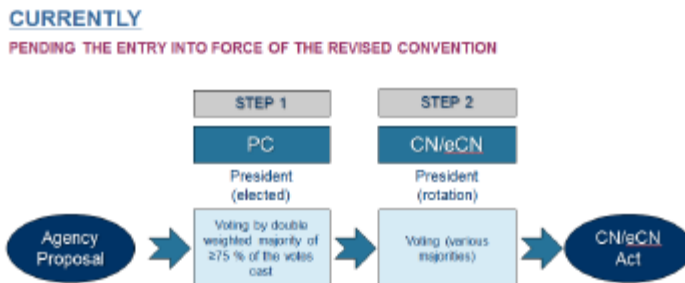 CURRENTLY
PENDING THE ENTRY INTO FORCE OF THE REVISED CONVENTION
STEP 1
STEP 2
PC
CN/eCN
President
(elected)
President
(rotation)
Agency
Proposal
Voting by double
weighted majority of
≥75 % of the votes
cast
Voting (various
majorities)
CN/eCN
Act